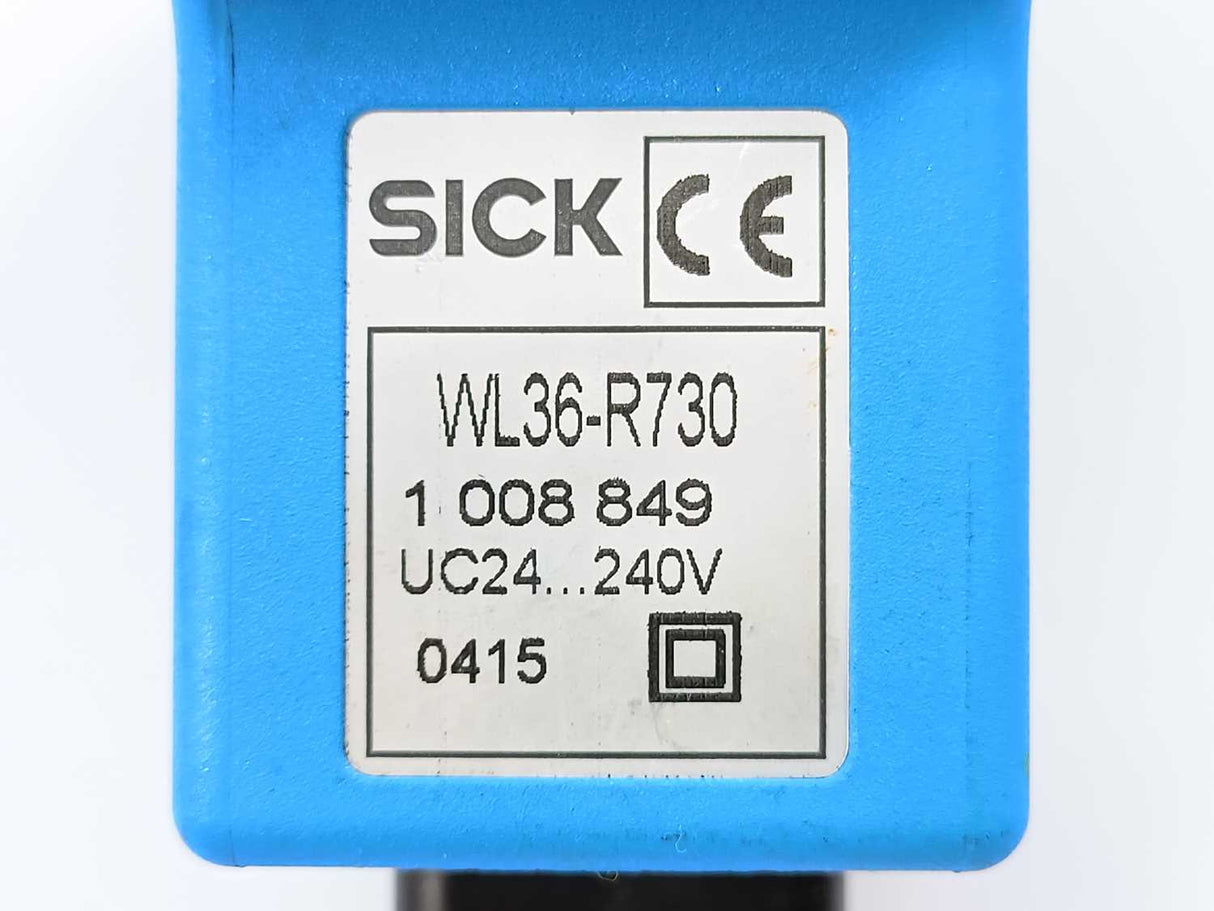 SICK CE
WL36-R730
1 008 849
UC24...240V
0415